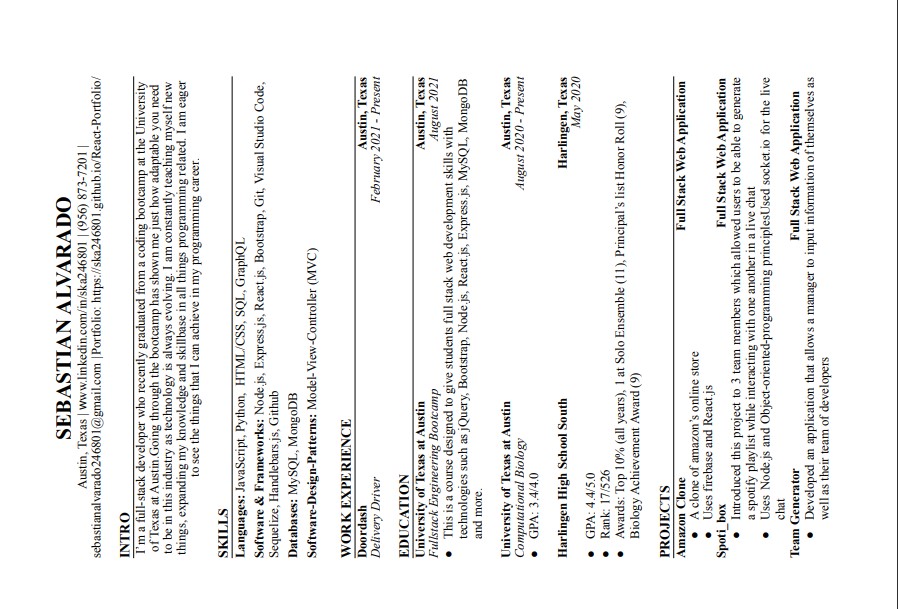 SEBASTIAN ALVARADO
Austin, Texas | www.linkedin.com/in/ska246801 | (956) 873-7201 |
sebastianalvarado246801@gmail.com |Portfolio: https://ska246801.github.io/React-Portfolio/
INTRO
I'm a full-stack developer who recently graduated from a coding bootcamp at the University
of Texas at Austin.Going through the bootcamp has shown me just how adaptable you need
to be in this industry as technology is always evolving. I am constantly teaching myself new
things, expanding my knowledge and skillbase in all things programming related. I am eager
to see the things that I can achieve in my programming career.
SKILLS
Languages: JavaScript, Python, HTML/CSS, SQL, GraphQL
Software & Frameworks: Node.js, Express,js, React.js, Bootstrap, Git, Visual Studio Code,
Sequelize, Handlebars.js, Github
Databases: MySQL, MongoDB
Software-Design-Patterns: Model-View-Controller (MVC)
WORK EXPERIENCE
Doordash Austin, Texas
Delivery Driver February 2021 - Present
EDUCATION
University of Texas at Austin Austin, Texas
Fullstack Engineering Bootcamp August 2021
● This is a course designed to give students full stack web development skills with
technologies such as jQuery, Bootstrap, Node.js, React.js, Express.js, MySQL, MongoDB
and more.
University of Texas at Austin Austin, Texas
Computational Biology August 2020 - Present
● GPA: 3.4/4.0
Harlingen High School South Harlingen, Texas
May 2020
● GPA: 4.4/5.0
● Rank: 17/526
● Awards: Top 10% (all years), 1 at Solo Ensemble (11), Principal's list Honor Roll (9),
Biology Achievement Award (9)
PROJECTS
Amazon Clone Full Stack Web Application
● A clone of amazon's online store
● Uses firebase and React.js
Spoti_box Full Stack Web Application
● Introduced this project to 3 team members which allowed users to be able to generate
a spotify playlist while interacting with one another in a live chat
● Uses Node.js and Object-oriented-programming principlesUsed socket.io for the live
chat
Team Generator Full Stack Web Application
● Developed an application that allows a manager to input information of themselves as
well as their team of developers